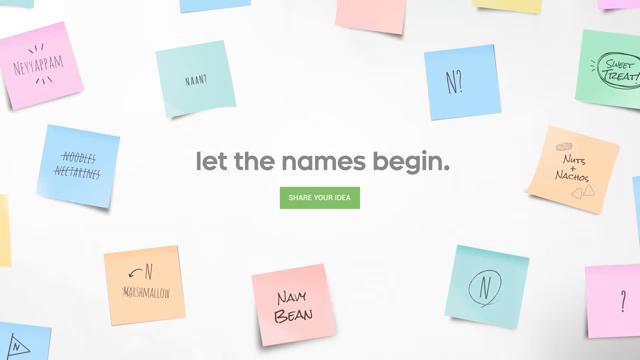 NEYYAPPAM
NAAN?
N?
SWEET
TREAT!
let the names begin.
NOODLES
NECTARINES
NUTS
+
NACHOS
SHARE YOUR IDEA
N
MARSHMALLOW
NAVY
BEAN
N
?
N